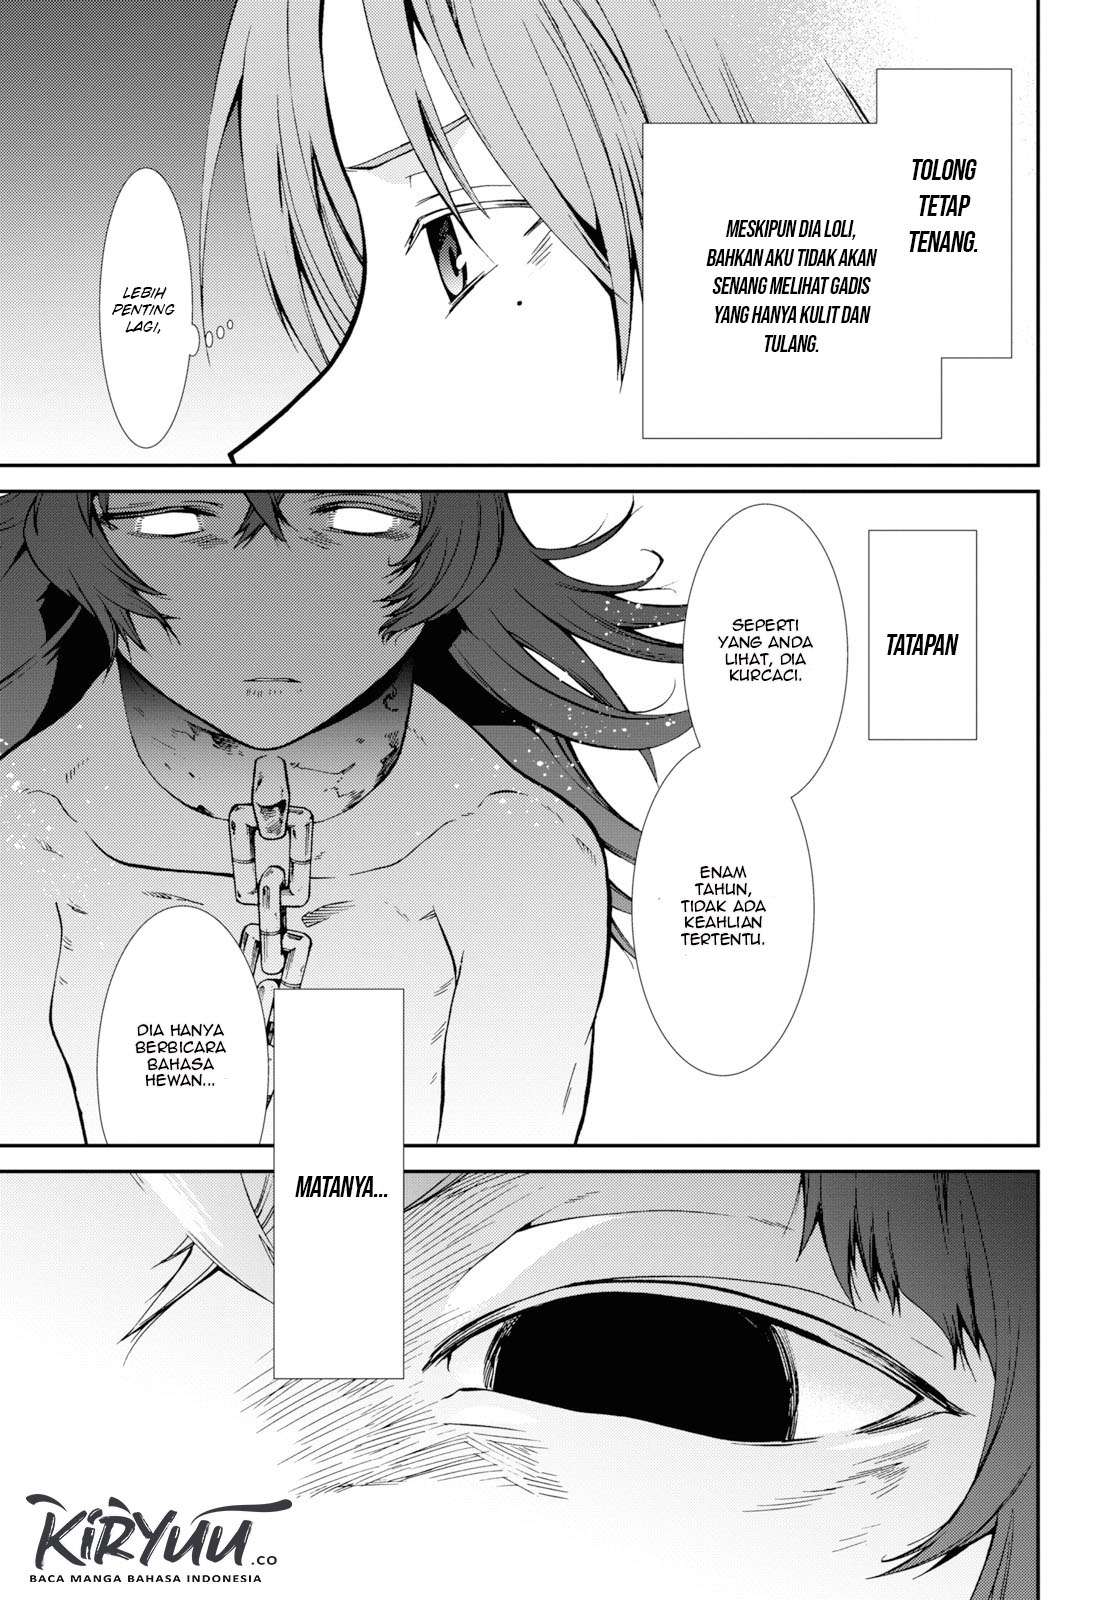 TOLONG
TETAP
TENANG.
MESKIPUN DIA LOLI,
BAHKAN AKU TIDAK AKAN
SENANG MELIHAT GADIS
YANG HANYA KULIT DAN
TULANG.
LEBIH
PENTING
LAGI,
TATAPAN
SEPERTI
YANG ANDA
LIHAT, DIA
KURCACI.
ENAM
TAHUN,
TIDAK ADA
KEAHLIAN
TERTENTU.
DIA HANYA
BERBICARA
BAHASA
HEWAN...
MATANYA...
KIRYUU.CO
BACA MANGA BAHASA INDONESIA